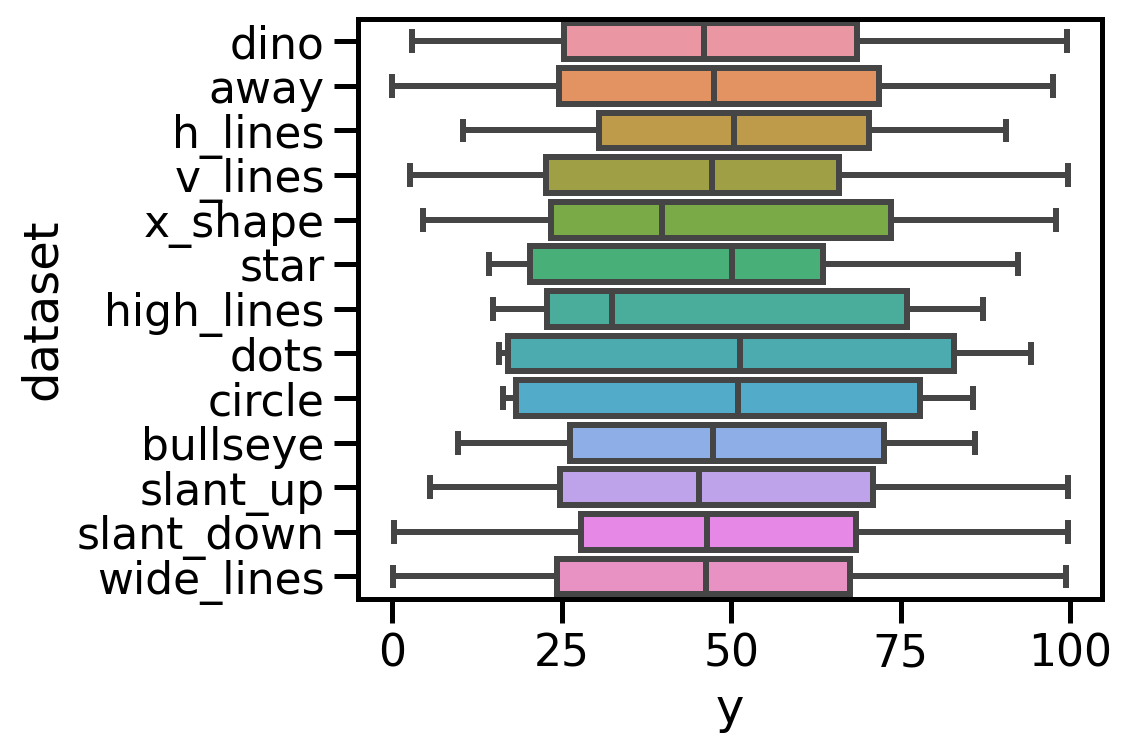 dataset
dino
away
h_lines
v_lines
x_shape
star
high_lines
dots
circle
bullseye
slant_up
slant_down
wide_lines
0 25 50 75 100
y